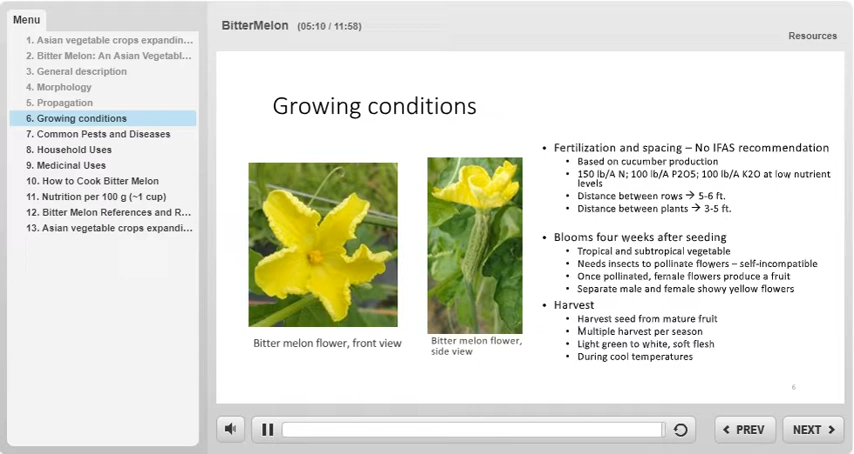 Menu
1. Asian vegetable crops expandin...
2. Bitter Melon: An Asian Vegetabl...
3. General description
4. Morphology
5. Propagation
6. Growing conditions
7. Common Pests and Diseases
8. Household Uses
9. Medicinal Uses
10. How to Cook Bitter Melon
11. Nutrition per 100 g (~1 cup)
12. Bitter Melon References and R...
13. Asian vegetable crops expandi...
BitterMelon (05:10 / 11:58)
Resources
Growing conditions
Bitter melon flower, front view
Bitter melon flower,
side view
• Fertilization and spacing – No IFAS recommendation
• Based on cucumber production
• 150 lb/A N; 100 lb/A P2O5; 100 lb/A K2O at low nutrient
levels
• Distance between rows → 5-6 ft.
• Distance between plants → 3-5 ft.
• Blooms four weeks after seeding
• Tropical and subtropical vegetable
• Needs insects to pollinate flowers – self-incompatible
• Once pollinated, female flowers produce a fruit
• Separate male and female showy yellow flowers
• Harvest
• Harvest seed from mature fruit
• Multiple harvest per season
• Light green to white, soft flesh
• During cool temperatures
6
PREV
NEXT